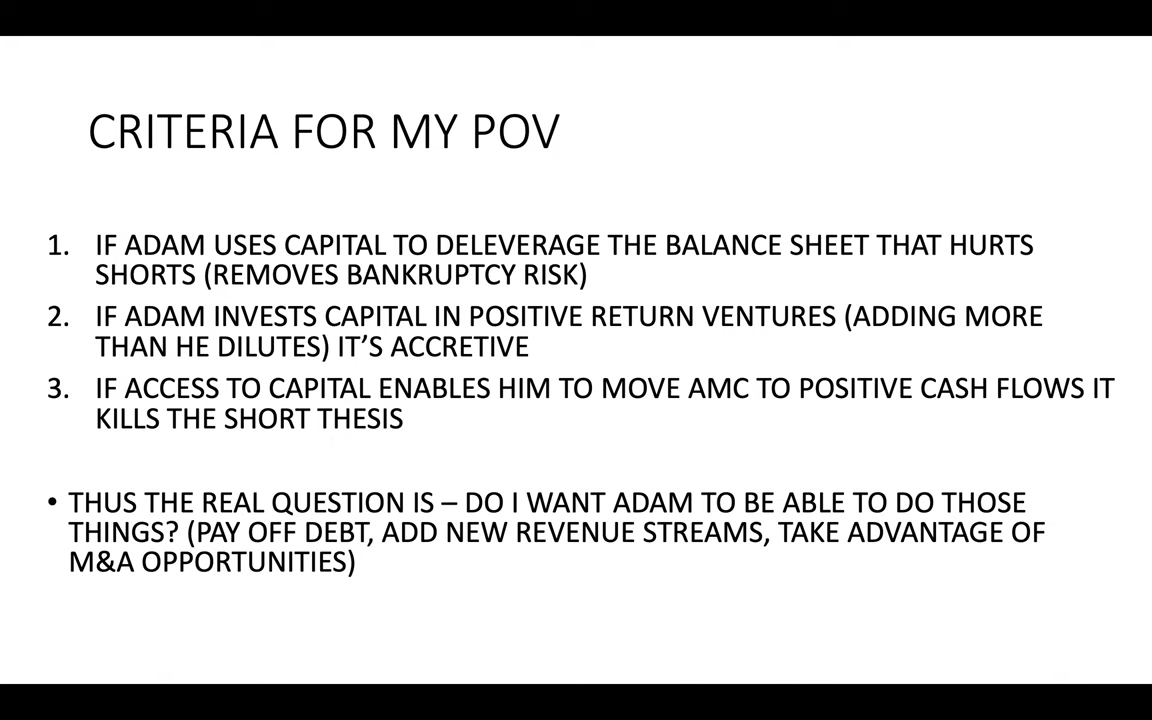 CRITERIA FOR MY POV
1. IF ADAM USES CAPITAL TO DELEVERAGE THE BALANCE SHEET THAT HURTS
SHORTS (REMOVES BANKRUPTCY RISK)
2. IF ADAM INVESTS CAPITAL IN POSITIVE RETURN VENTURES (ADDING MORE
THAN HE DILUTES) IT’S ACCRETIVE
3. IF ACCESS TO CAPITAL ENABLES HIM TO MOVE AMC TO POSITIVE CASH FLOWS IT
KILLS THE SHORT THESIS
• THUS THE REAL QUESTION IS – DO I WANT ADAM TO BE ABLE TO DO THOSE
THINGS? (PAY OFF DEBT, ADD NEW REVENUE STREAMS, TAKE ADVANTAGE OF
M&A OPPORTUNITIES)